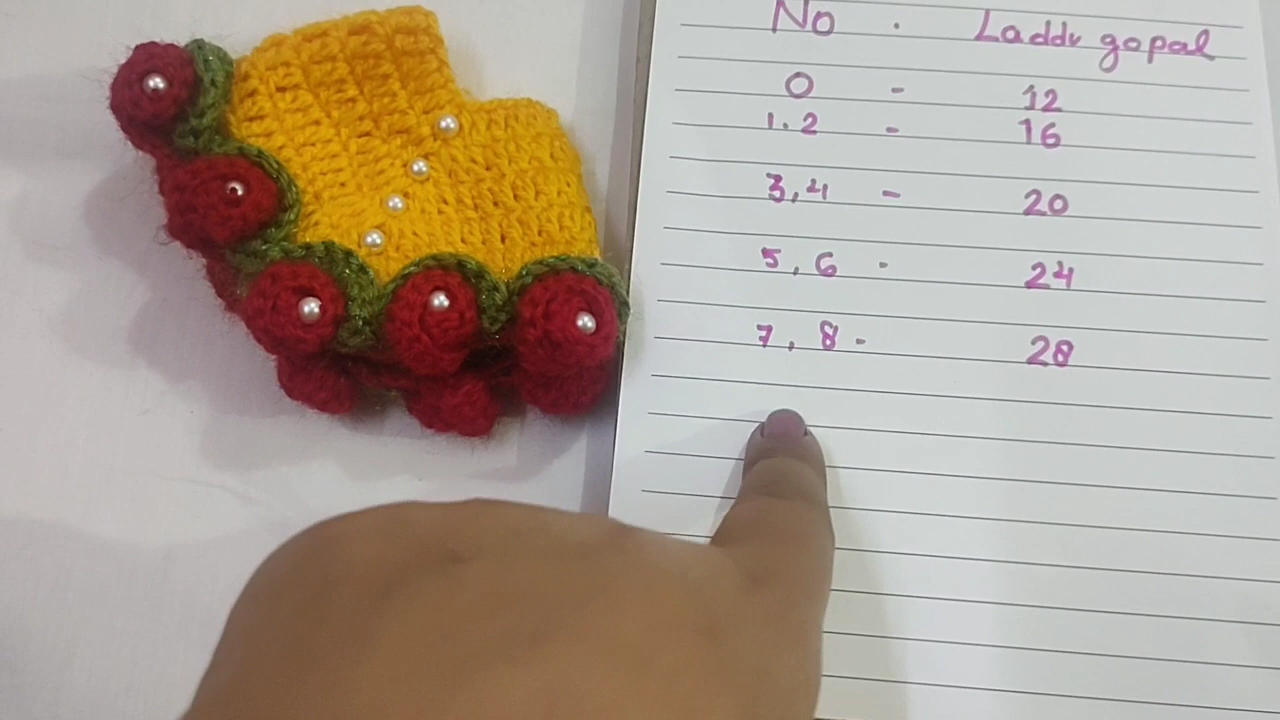 No . Laddu gopal
0 - 12
1.2 - 16
3,4 - 20
5,6 - 24
7,8 - 28